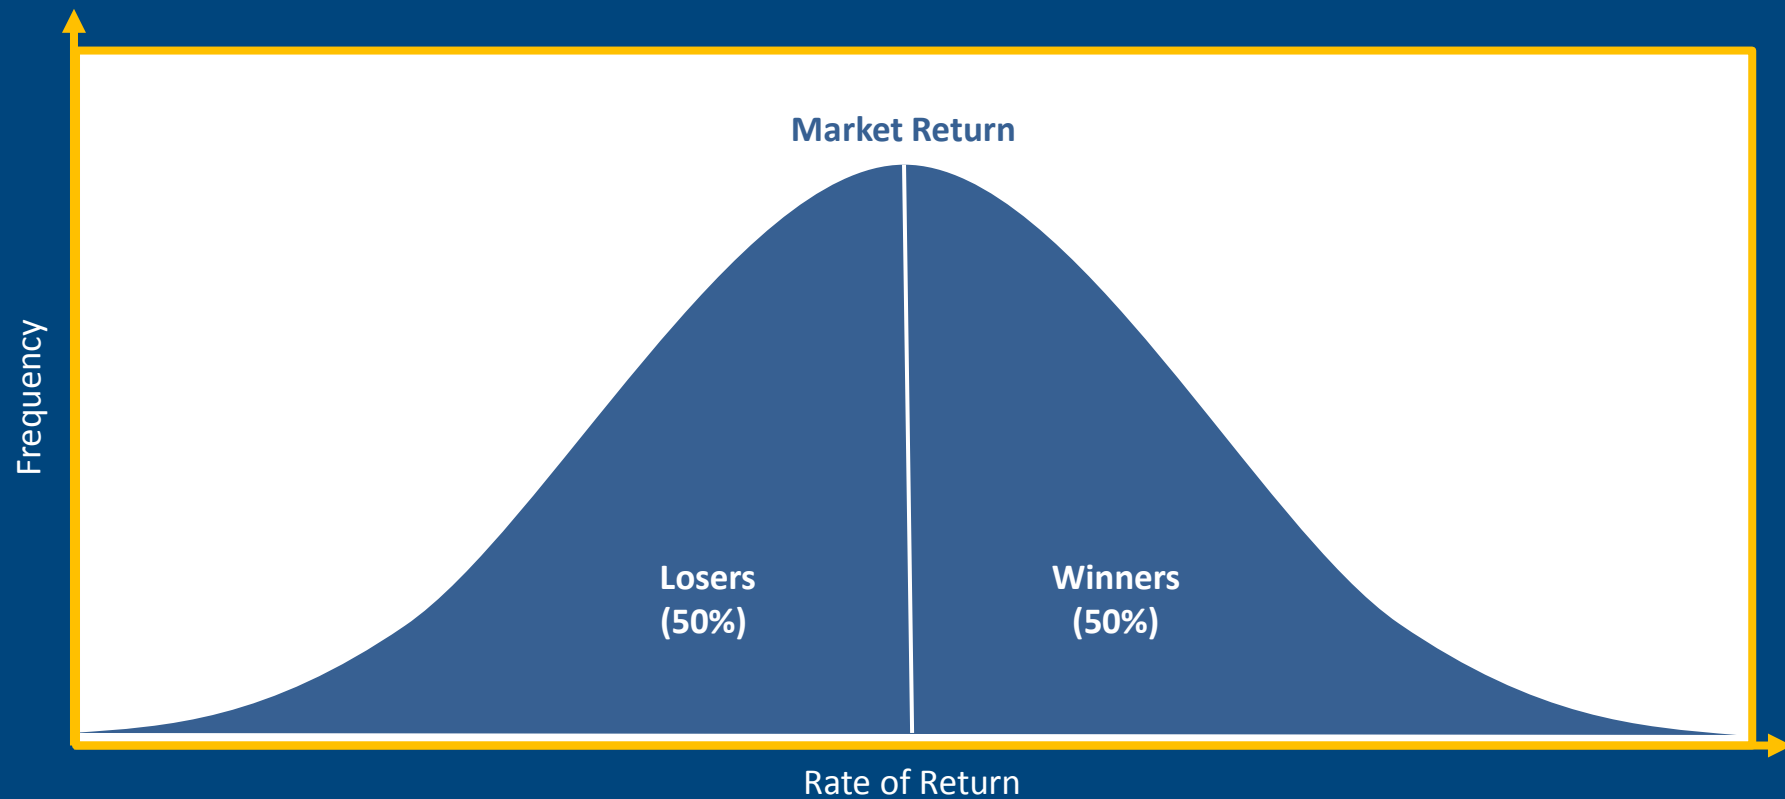 Market Return
Frequency
Losers
(50%)
Winners
(50%)
Rate of Return